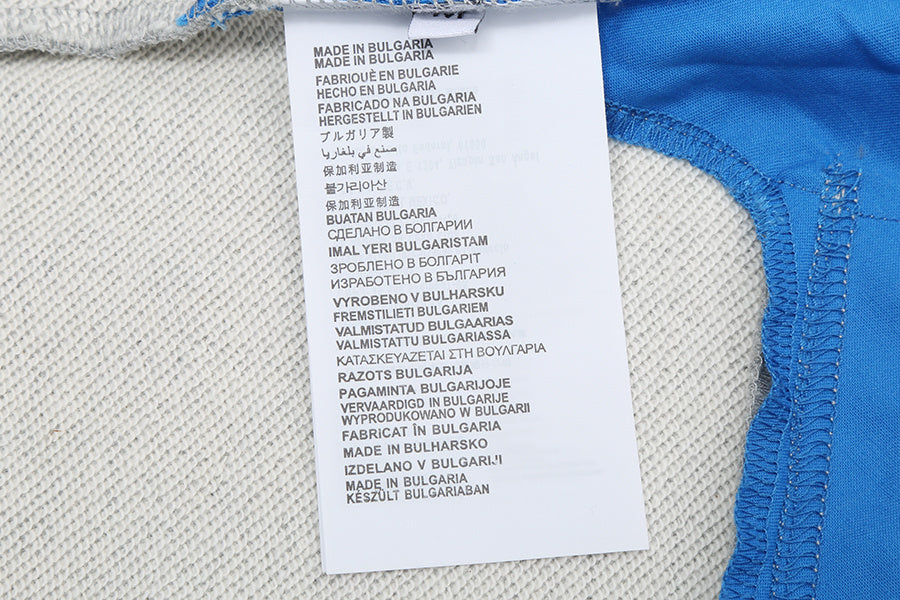 MADE IN BULGARIA
MADE IN BULGARIA
FABRIQUÈ EN BULGARIE
HECHO EN BULGARIA
FABRICADO NA BULGARIA
HERGESTELLT IN BULGARIEN
ブルガリア製
صنع في بلغاريا
保加利亚制造
불가리아산
保加利亚制造
BUATAN BULGARIA
СДЕЛАНО В БОЛГАРИИ
IMAL YERI BULGARISTAM
ЗРОБЛЕНО В БОЛГАРІТ
ИЗРАБОТЕНО В БЪЛГАРИЯ
VYROBENO V BULHARSKU
FREMSTILIETI BULGARIEM
VALMISTATUD BULGAARIAS
VALMISTATTU BULGARIASSA
ΚΑΤΑΣΚΕΥΑΖΕΤΑΙ ΣΤΗ ΒΟΥΛΓΑΡΙΑ
RAZOTS BULGARIJA
PAGAMINTA BULGARIJOJE
VERVAARDIGD IN BULGARIJE
WYPRODUKOWANO W BULGARII
FABRICAT ÎN BULGARIA
MADE IN BULHARSKO
IZDELANO V BULGARIJI
MADE IN BULGARIA
KÉSZÜLT BULGARIABAN